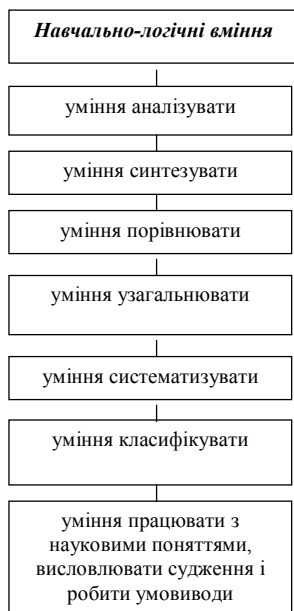 Навчально-логічні вміння
уміння аналізувати
уміння синтезувати
уміння порівнювати
уміння узагальнювати
уміння систематизувати
уміння класифікувати
уміння працювати з
науковими поняттями,
висловлювати судження і
робити умовиводи